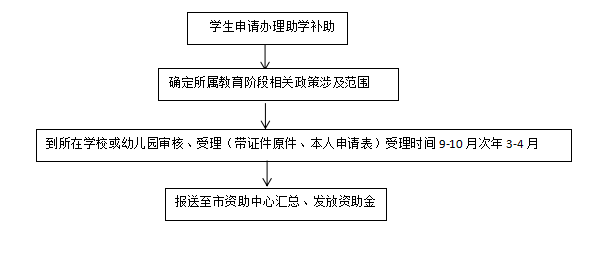 学生申请办理助学补助
确定所属教育阶段相关政策涉及范围
到所在学校或幼儿园审核、受理（带证件原件、本人申请表）受理时间 9-10 月次年 3-4 月
报送至市资助中心汇总、发放资助金